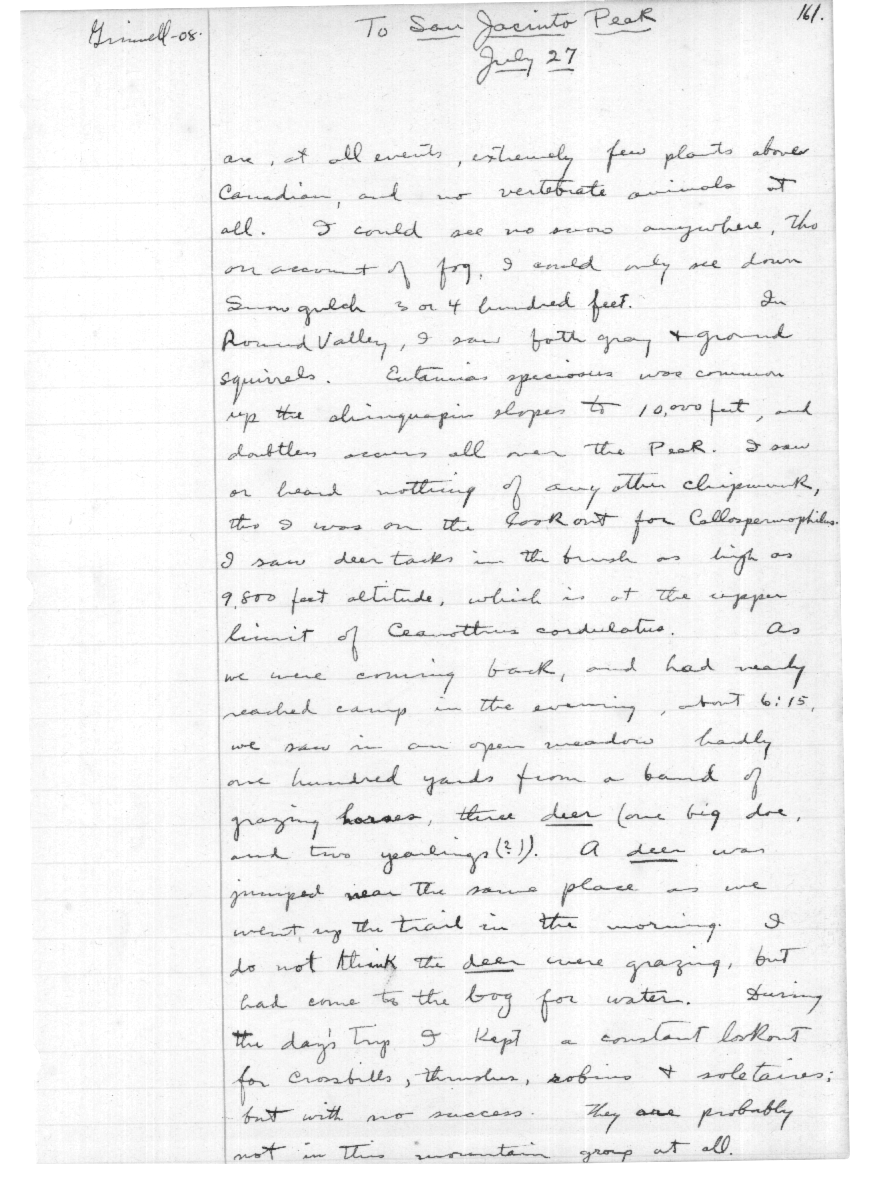 Grinnell-08.
To San Jacinto Peak
161.
July 27
are, at all events, extremely few plants above
Canadian, and no vertebrate animals at
all. I could see no snow anywhere, tho
on account of fog, I could only see down
Snow gulch 3 or 4 hundred feet. In
Round Valley, I saw both gray & ground
squirrels. Eutamias speciosus was common
up the chinquapin slopes to 10,000 feet, and
doubtless occurs all over the Peak. I saw
or heard nothing of any other chipmunk,
tho I was on the lookout for Callospermophilus.
I saw deer tacks in the brush as high as
9,800 feet altitude, which is at the upper
limit of Ceanothus cordulatus. As
we were coming back, and had nearly
reached camp in the evening, about 6:15,
we saw in an open meadow hardly
one hundred yards from a band of
grazing horses, three deer (one big doe,
and two yearlings(?)). A deer was
jumped near the same place as we
went up the trail in the morning. I
do not think the deer were grazing, but
had come to the bog for water. During
the day's trip I kept a constant lookout
for crossbills, thrushes, robins & soletaires;
but with no success. They are probably
not in this mountain group at all.